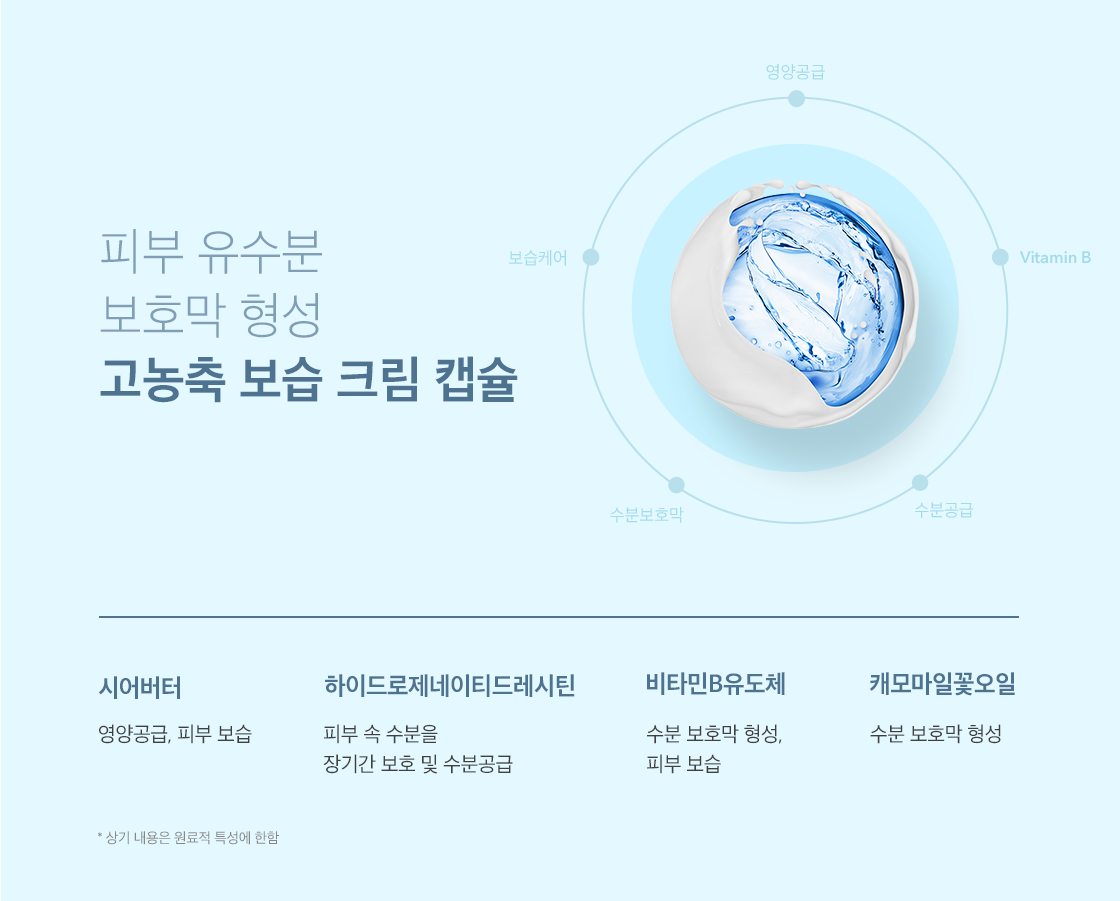 피부 유수분
보호막 형성
고농축 보습 크림 캡슐
영양공급
보습케어
Vitamin B
수분보호막
수분공급
시어버터
영양공급, 피부 보습
하이드로제네이티드레시틴
피부 속 수분을
장기간 보호 및 수분공급
비타민B유도체
수분 보호막 형성,
피부 보습
캐모마일꽃오일
수분 보호막 형성
* 상기 내용은 원료적 특성에 한함